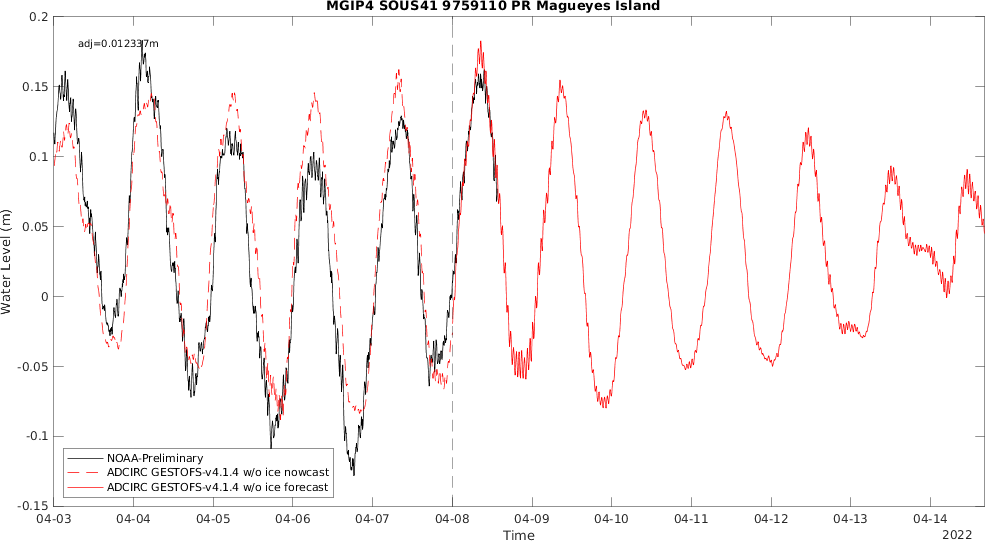 MGIP4 SOUS41 9759110 PR Magueyes Island
adj=0.012337m
Water Level (m)
0.2
0.15
0.1
0.05
0
-0.05
-0.1
-0.15
NOAA-Preliminary
ADCIRC GESTOFS-v4.1.4 w/o ice nowcast
ADCIRC GESTOFS-v4.1.4 w/o ice forecast
04-03 04-04 04-05 04-06 04-07 04-08 04-09 04-10 04-11 04-12 04-13 04-14
Time
2022